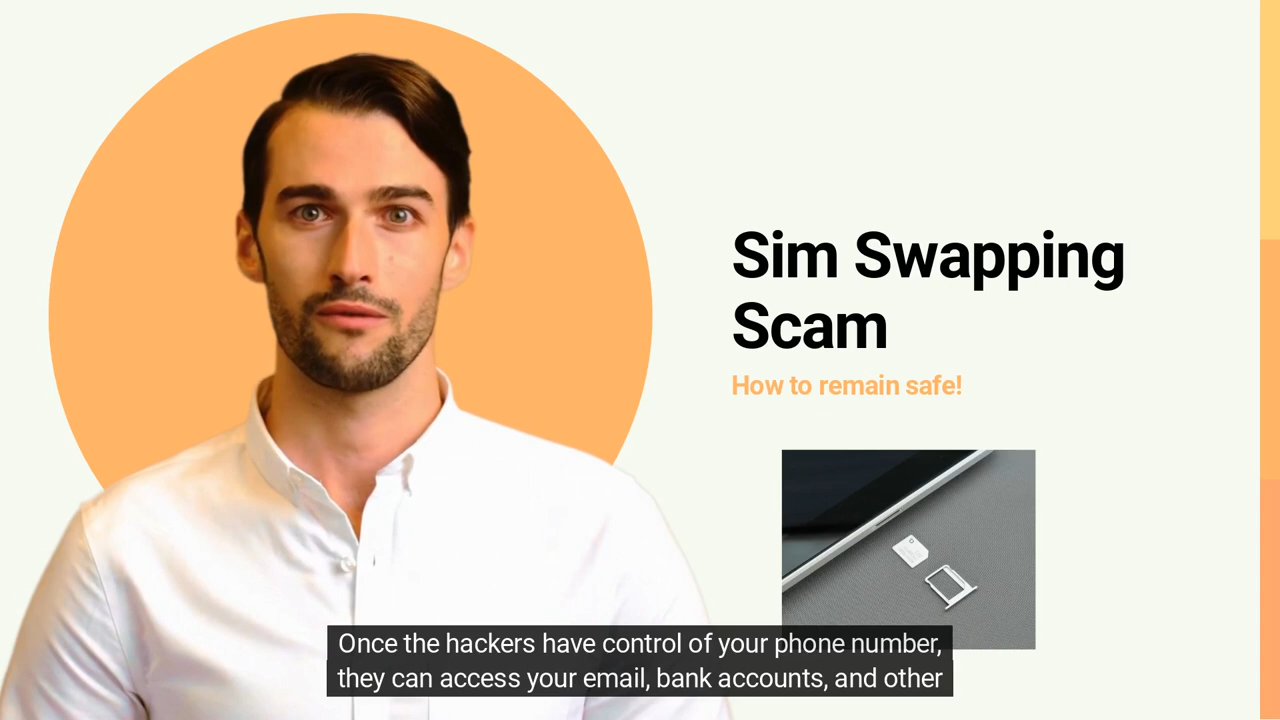 Sim Swapping
Scam
How to remain safe!
Once the hackers have control of your phone number,
they can access your email, bank accounts, and other